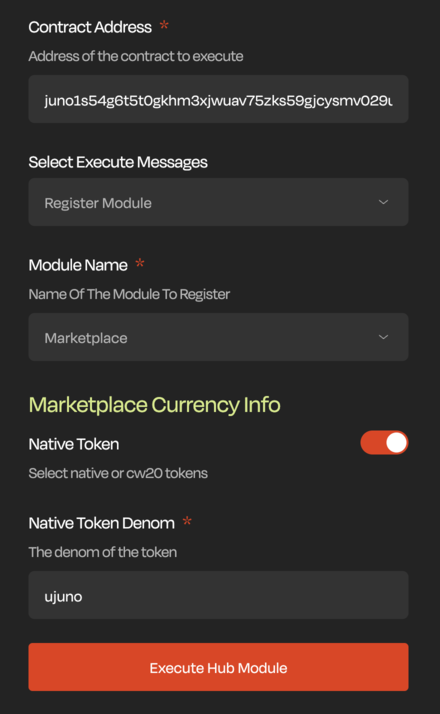 Contract Address *
Address of the contract to execute
juno1s54g6t5t0gkhm3xjwuav75zks59gjcysmv029u
Select Execute Messages
Register Module
Module Name *
Name Of The Module To Register
Marketplace
Marketplace Currency Info
Native Token
Select native or cw20 tokens
Native Token Denom *
The denom of the token
ujuno
Execute Hub Module